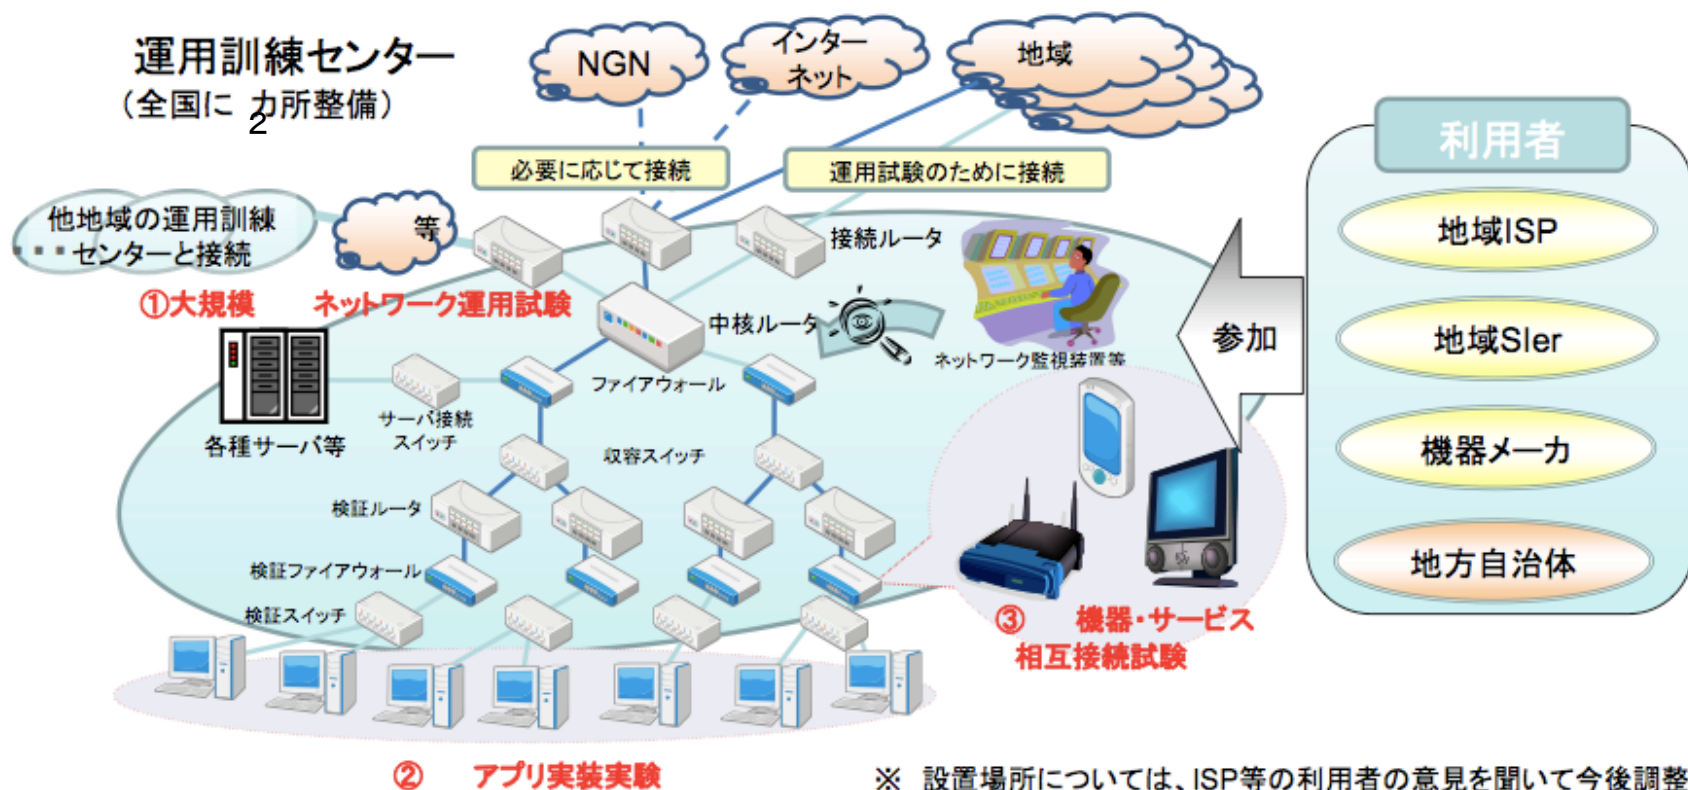 運用訓練センター
（全国に2カ所整備）
NGN
インター
ネット
地域
必要に応じて接続
運用試験のために接続
他地域の運用訓練
センターと接続
等
接続ルータ
①大規模 ネットワーク運用試験
中核ルータ
ネットワーク監視装置等
ファイアウォール
サーバ接続
スイッチ
各種サーバ等
収容スイッチ
検証ルータ
検証ファイアウォール
検証スイッチ
③ 機器・サービス
相互接続試験
② アプリ実装実験
参加
利用者
地域ISP
地域SIer
機器メーカ
地方自治体
※ 設置場所については、ISP等の利用者の意見を聞いて今後調整